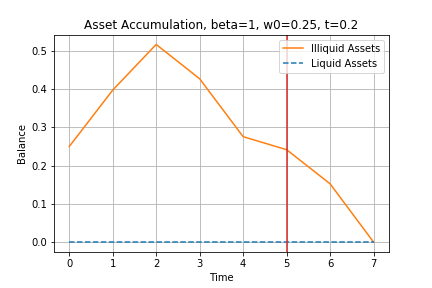 Asset Accumulation, beta=1, w0=0.25, t=0.2
Illiquid Assets
Liquid Assets
Balance
0.5
0.4
0.3
0.2
0.1
0.0
0 1 2 3 4 5 6 7
Time